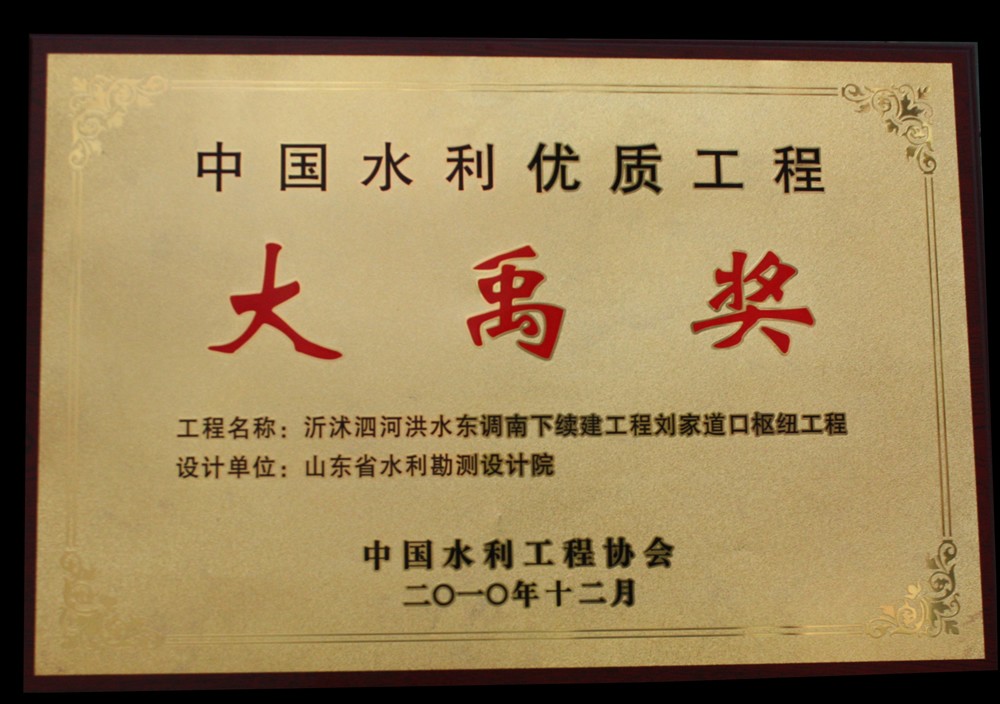 中国水利优质工程
大禹奖
工程名称：沂沭泗河洪水东调南下续建工程刘家道口枢纽工程
设计单位：山东省水利勘测设计院
中国水利工程协会
二〇一〇年十二月